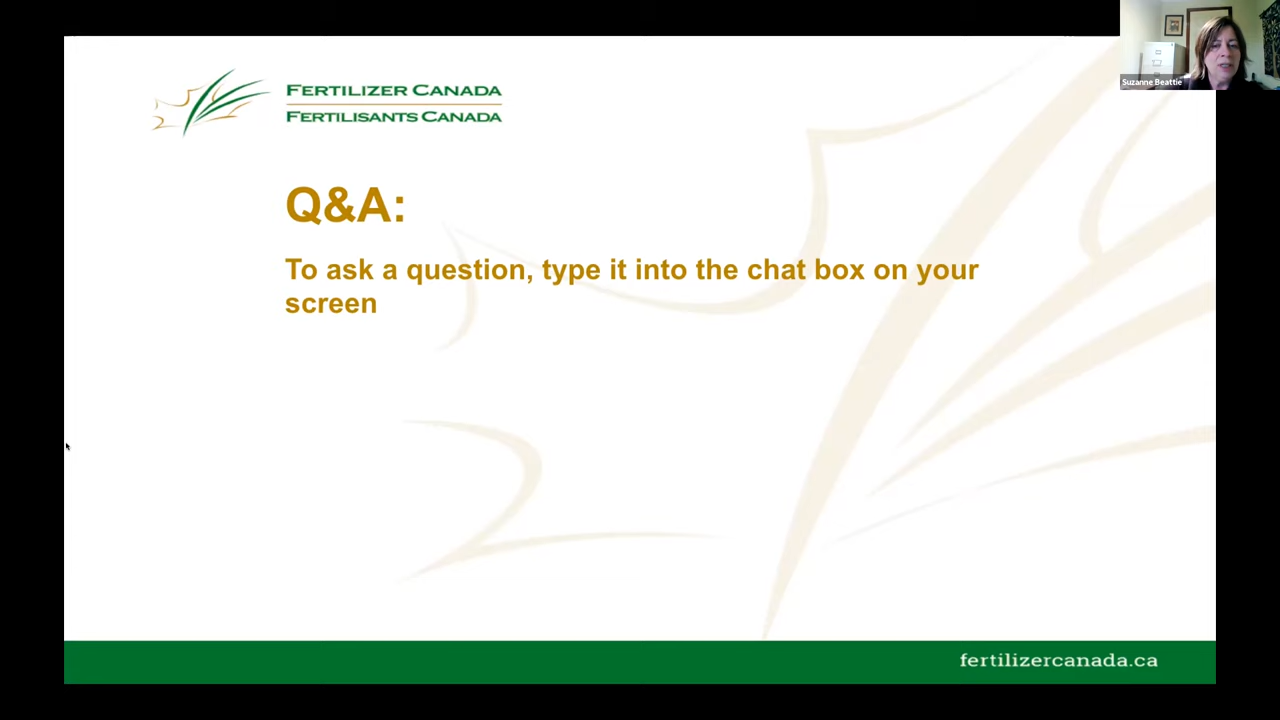 Suzanne Beattie
FERTILIZER CANADA
FERTILISANTS CANADA
Q&A:
To ask a question, type it into the chat box on your
screen
fertilizercanada.ca